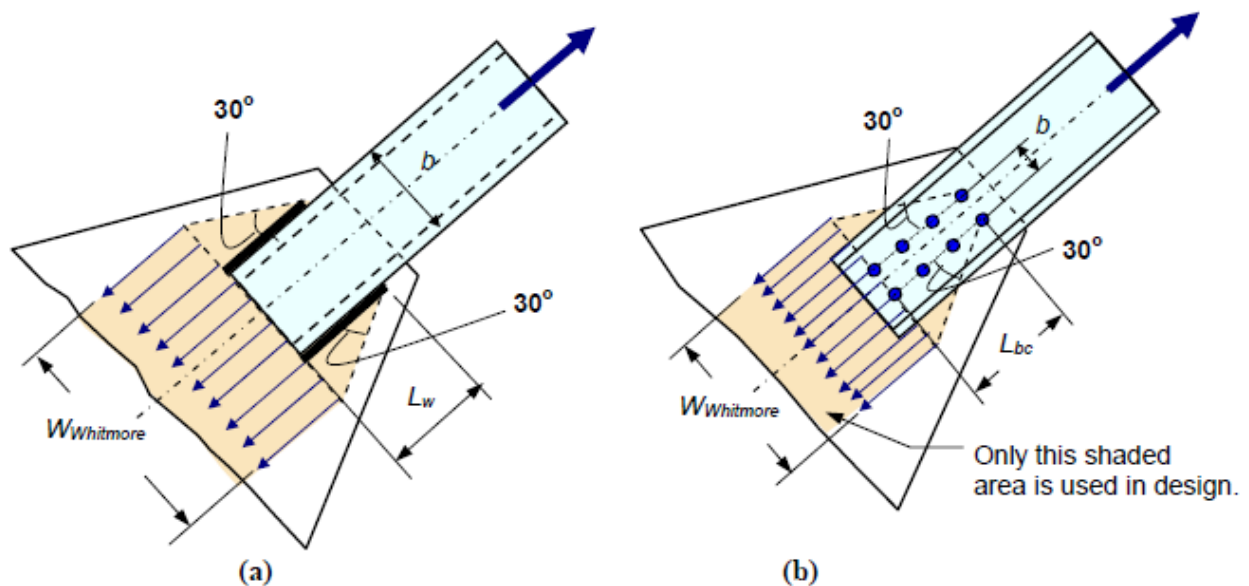 30°
b
30°
L_w
W_Whitmore
(a)
30°
b
30°
L_bc
W_Whitmore
Only this shaded
area is used in design.
(b)